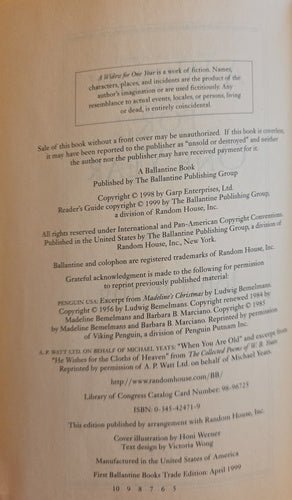 A Widow for One Year is a work of fiction. Names,
characters, places, and incidents are the product of the
author's imagination or are used fictitiously. Any
resemblance to actual events, locales, or persons, living
or dead, is entirely coincidental.
Sale of this book without a front cover may be unauthorized. If this book is coverless,
it may have been reported to the publisher as "unsold or destroyed" and neither
the author nor the publisher may have received payment for it.
A Ballantine Book
Published by The Ballantine Publishing Group
Copyright © 1998 by Garp Enterprises, Ltd.
Reader's Guide copyright © 1999 by The Ballantine Publishing Group,
a division of Random House, Inc.
All rights reserved under International and Pan-American Copyright Conventions.
Published in the United States by The Ballantine Publishing Group, a division of
Random House, Inc., New York.
Ballantine and colophon are registered trademarks of Random House, Inc.
Grateful acknowledgment is made to the following for permission
to reprint previously published material:
PENGUIN USA: Excerpt from Madeline's Christmas by Ludwig Bemelmans.
Copyright © 1956 by Ludwig Bemelmans. Copyright renewed 1984 by
Madeline Bemelmans and Barbara B. Marciano. Copyright © 1985
by Madeline Bemelmans and Barbara B. Marciano. Reprinted by permission
of Viking Penguin, a division of Penguin Putnam Inc.
A. P. WATT LTD. ON BEHALF OF MICHAEL YEATS: "When You Are Old" and excerpt from
"He Wishes for the Cloths of Heaven" from The Collected Poems of W. B. Yeats.
Reprinted by permission of A. P. Watt Ltd. on behalf of Michael Yeats.
http://www.randomhouse.com/BB/
Library of Congress Catalog Card Number: 98-96725
ISBN: 0-345-42471-9
This edition published by arrangement with Random House, Inc.
Cover illustration by Honi Werner
Text design by Victoria Wong
Manufactured in the United States of America
First Ballantine Books Trade Edition: April 1999
10 9 8 7 6 5